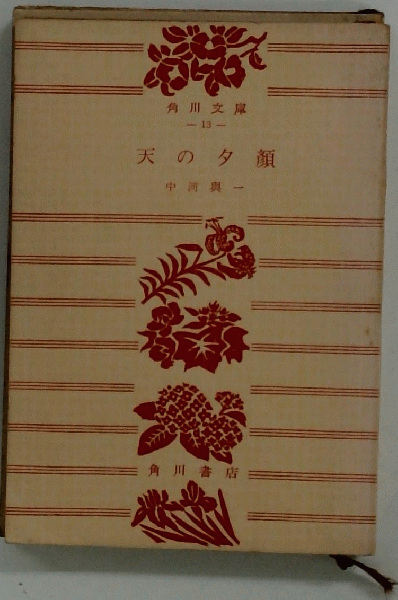 角川文庫
— 13 —
天の夕顔
中河與一
角川書店